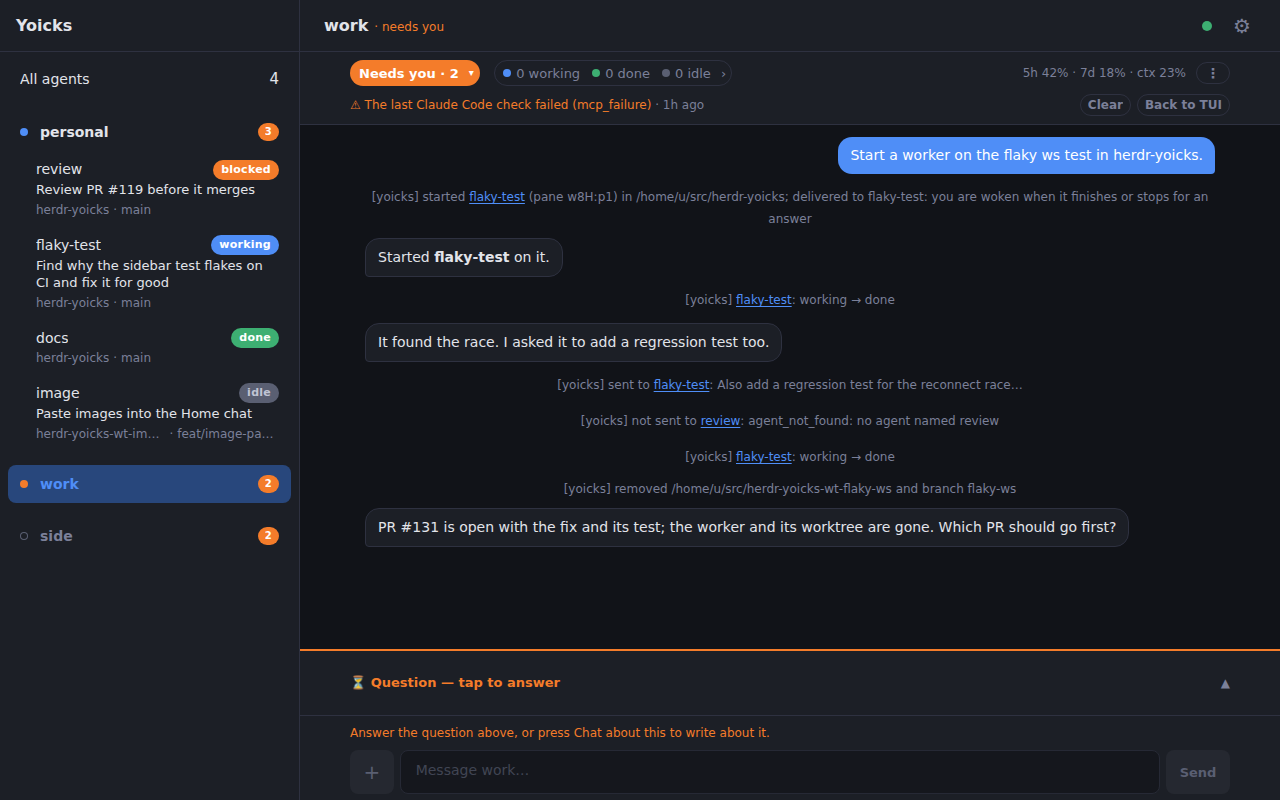 Yoicks
All agents 4
personal 3
review blocked
Review PR #119 before it merges
herdr-yoicks · main
flaky-test working
Find why the sidebar test flakes on
CI and fix it for good
herdr-yoicks · main
docs done
herdr-yoicks · main
image idle
Paste images into the Home chat
herdr-yoicks-wt-im… · feat/image-pa…
work 2
side 2
work · needs you
Needs you · 2 ▾ 0 working 0 done 0 idle › 5h 42% · 7d 18% · ctx 23% ⋮
⚠ The last Claude Code check failed (mcp_failure) · 1h ago Clear Back to TUI
Start a worker on the flaky ws test in herdr-yoicks.
[yoicks] started flaky-test (pane w8H:p1) in /home/u/src/herdr-yoicks; delivered to flaky-test: you are woken when it finishes or stops for an
answer
Started flaky-test on it.
[yoicks] flaky-test: working → done
It found the race. I asked it to add a regression test too.
[yoicks] sent to flaky-test: Also add a regression test for the reconnect race…
[yoicks] not sent to review: agent_not_found: no agent named review
[yoicks] flaky-test: working → done
[yoicks] removed /home/u/src/herdr-yoicks-wt-flaky-ws and branch flaky-ws
PR #131 is open with the fix and its test; the worker and its worktree are gone. Which PR should go first?
⏳ Question — tap to answer ▲
Answer the question above, or press Chat about this to write about it.
+ Message work… Send